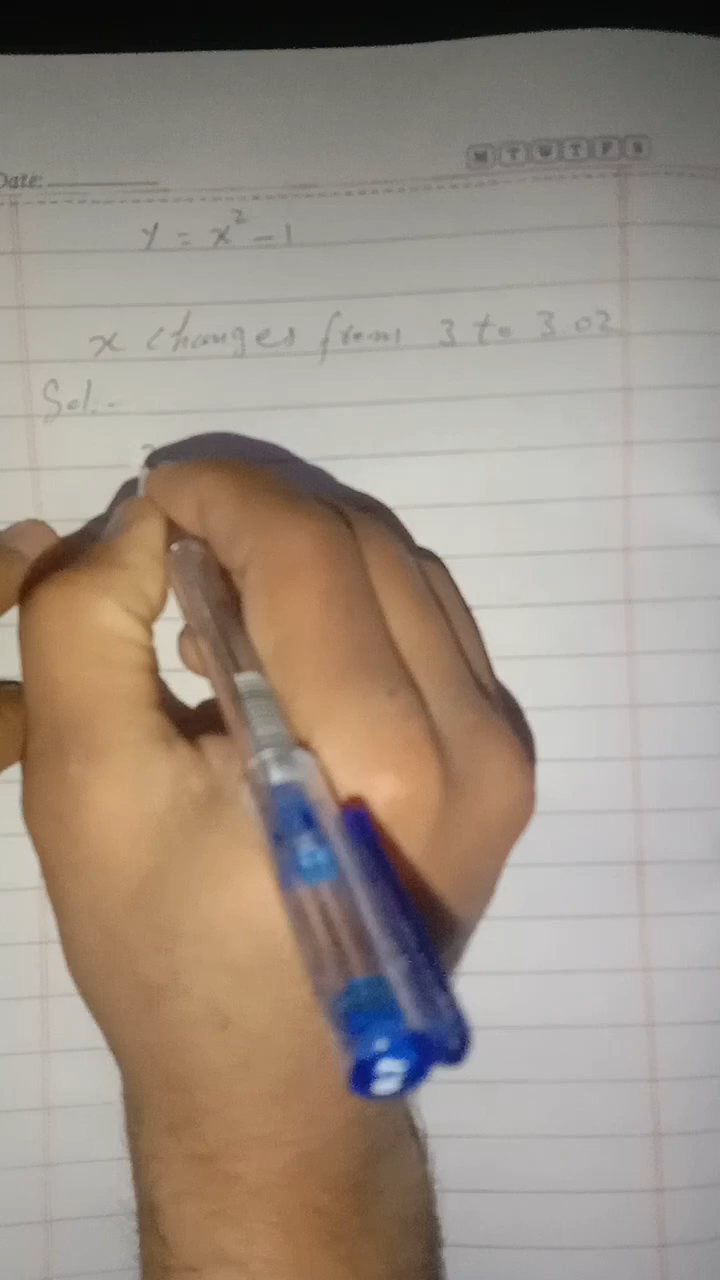 Date:
M T W T F S
y = x² - 1
x changes from 3 to 3.02
Sol.-